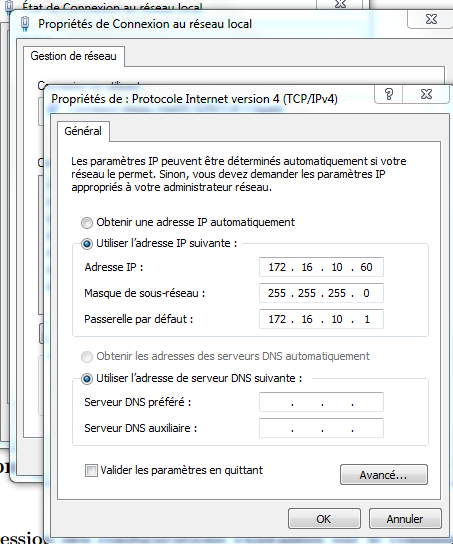 État de Connexion au réseau local
Propriétés de Connexion au réseau local
Gestion de réseau
Propriétés de : Protocole Internet version 4 (TCP/IPv4)
Général
Les paramètres IP peuvent être déterminés automatiquement si votre
réseau le permet. Sinon, vous devez demander les paramètres IP
appropriés à votre administrateur réseau.
Obtenir une adresse IP automatiquement
Utiliser l'adresse IP suivante :
Adresse IP :
172 . 16 . 10 . 60
Masque de sous-réseau :
255 . 255 . 255 . 0
Passerelle par défaut :
172 . 16 . 10 . 1
Obtenir les adresses des serveurs DNS automatiquement
Utiliser l'adresse de serveur DNS suivante :
Serveur DNS préféré :
. . .
Serveur DNS auxiliaire :
. . .
Valider les paramètres en quittant
Avancé...
OK
Annuler